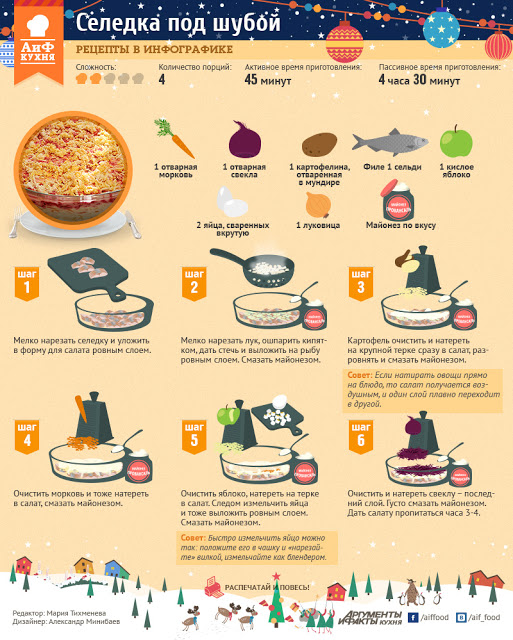 АиФ
КУХНЯ
Селедка под шубой
РЕЦЕПТЫ В ИНФОГРАФИКЕ
Сложность:
Количество порций:
4
Активное время приготовления:
45 минут
Пассивное время приготовления:
4 часа 30 минут
1 отварная
морковь
1 отварная
свекла
1 картофелина,
отваренная
в мундире
Филе 1 сельди
1 кислое
яблоко
2 яйца, сваренных
вкрутую
1 луковица
Майонез по вкусу
шаг
1
Мелко нарезать селедку и уложить
в форму для салата ровным слоем.
шаг
2
Мелко нарезать лук, ошпарить кипят-
ком, дать стечь и выложить на рыбу
ровным слоем. Смазать майонезом.
шаг
3
Картофель очистить и натереть
на крупной терке сразу в салат, раз-
ровнять и смазать майонезом.
Совет: Если натирать овощи прямо
на блюдо, то салат получается воз-
душным, и один слой плавно переходит
в другой.
шаг
4
Очистить морковь и тоже натереть
в салат, смазать майонезом.
шаг
5
Очистить яблоко, натереть на терке
в салат. Следом измельчить яйца
и тоже выложить ровным слоем.
Смазать майонезом.
Совет: Быстро измельчить яйцо можно
так: положите его в чашку и «нарезай-
те» вилкой, измельчайте как блендером.
шаг
6
Очистить и натереть свеклу – послед-
ний слой. Густо смазать майонезом.
Дать салату пропитаться часа 3-4.
РАСПЕЧАТАЙ И ПОВЕСЬ!
Редактор: Мария Тихменева
Дизайнер: Александр Минибаев
АРГУМЕНТЫ
И ФАКТЫ
КУХНЯ
/aiffood
/aif_food